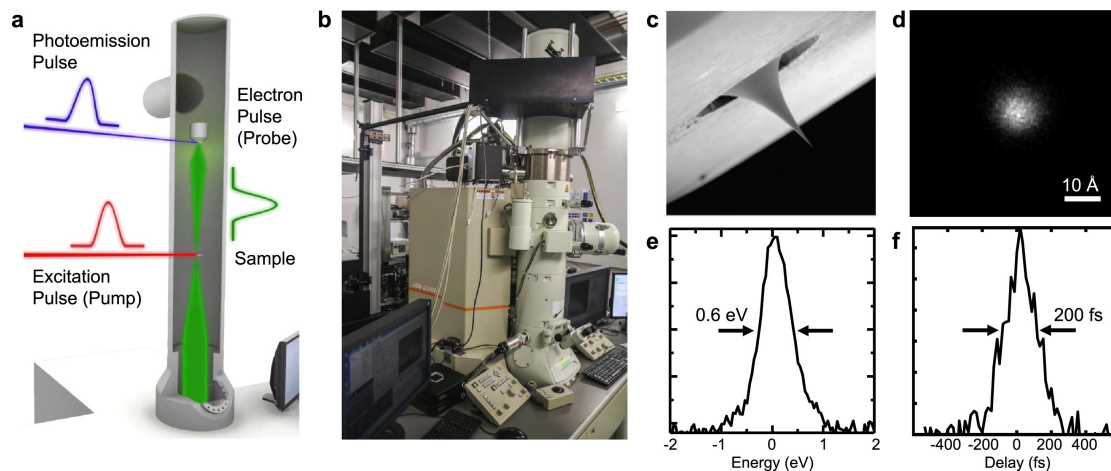 a
Photoemission
Pulse
Electron
Pulse
(Probe)
Sample
Excitation
Pulse (Pump)
b
c
d
10 Å
e
0.6 eV
-2
-1
0
1
2
Energy (eV)
f
200 fs
-400
-200
0
200
400
Delay (fs)